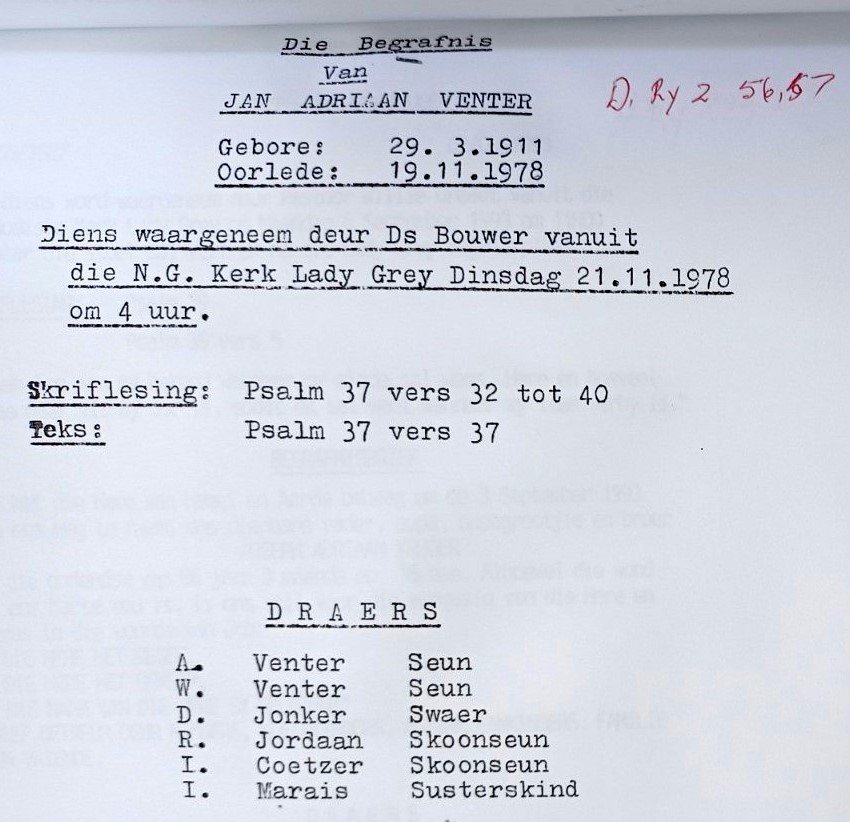 Die Begrafnis
Van
JAN ADRIAAN VENTER
D. Ry 2 56,57
Gebore: 29. 3.1911
Oorlede: 19.11.1978
Diens waargeneem deur Ds Bouwer vanuit
die N.G. Kerk Lady Grey Dinsdag 21.11.1978
om 4 uur.
Skriflesing: Psalm 37 vers 32 tot 40
Teks: Psalm 37 vers 37
D R A E R S
A. Venter Seun
W. Venter Seun
D. Jonker Swaer
R. Jordaan Skoonseun
I. Coetzer Skoonseun
I. Marais Susterskind